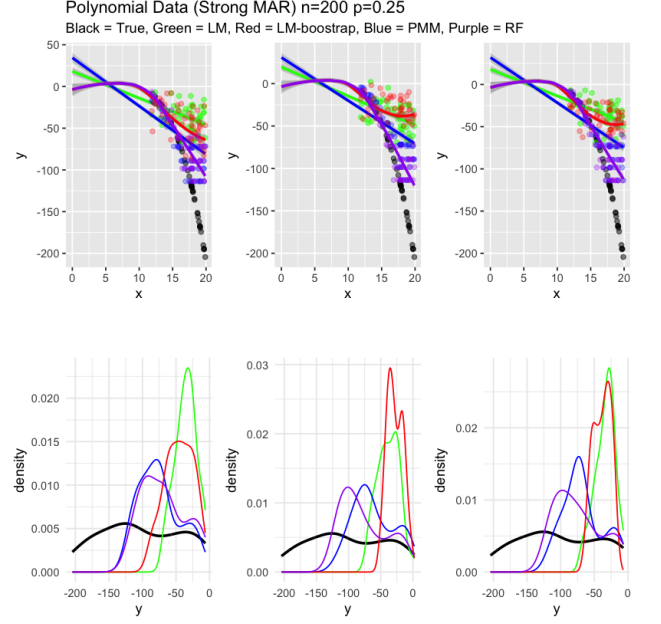 Polynomial Data (Strong MAR) n=200 p=0.25
Black = True, Green = LM, Red = LM-boostrap, Blue = PMM, Purple = RF
50
0
-50
-100
-150
-200
y
0 5 10 15 20
x
50
0
-50
-100
-150
-200
y
0 5 10 15 20
x
50
0
-50
-100
-150
-200
y
0 5 10 15 20
x
0.020
0.015
0.010
0.005
0.000
density
-200 -150 -100 -50 0
y
0.03
0.02
0.01
0.00
density
-200 -150 -100 -50 0
y
0.02
0.01
0.00
density
-200 -150 -100 -50 0
y